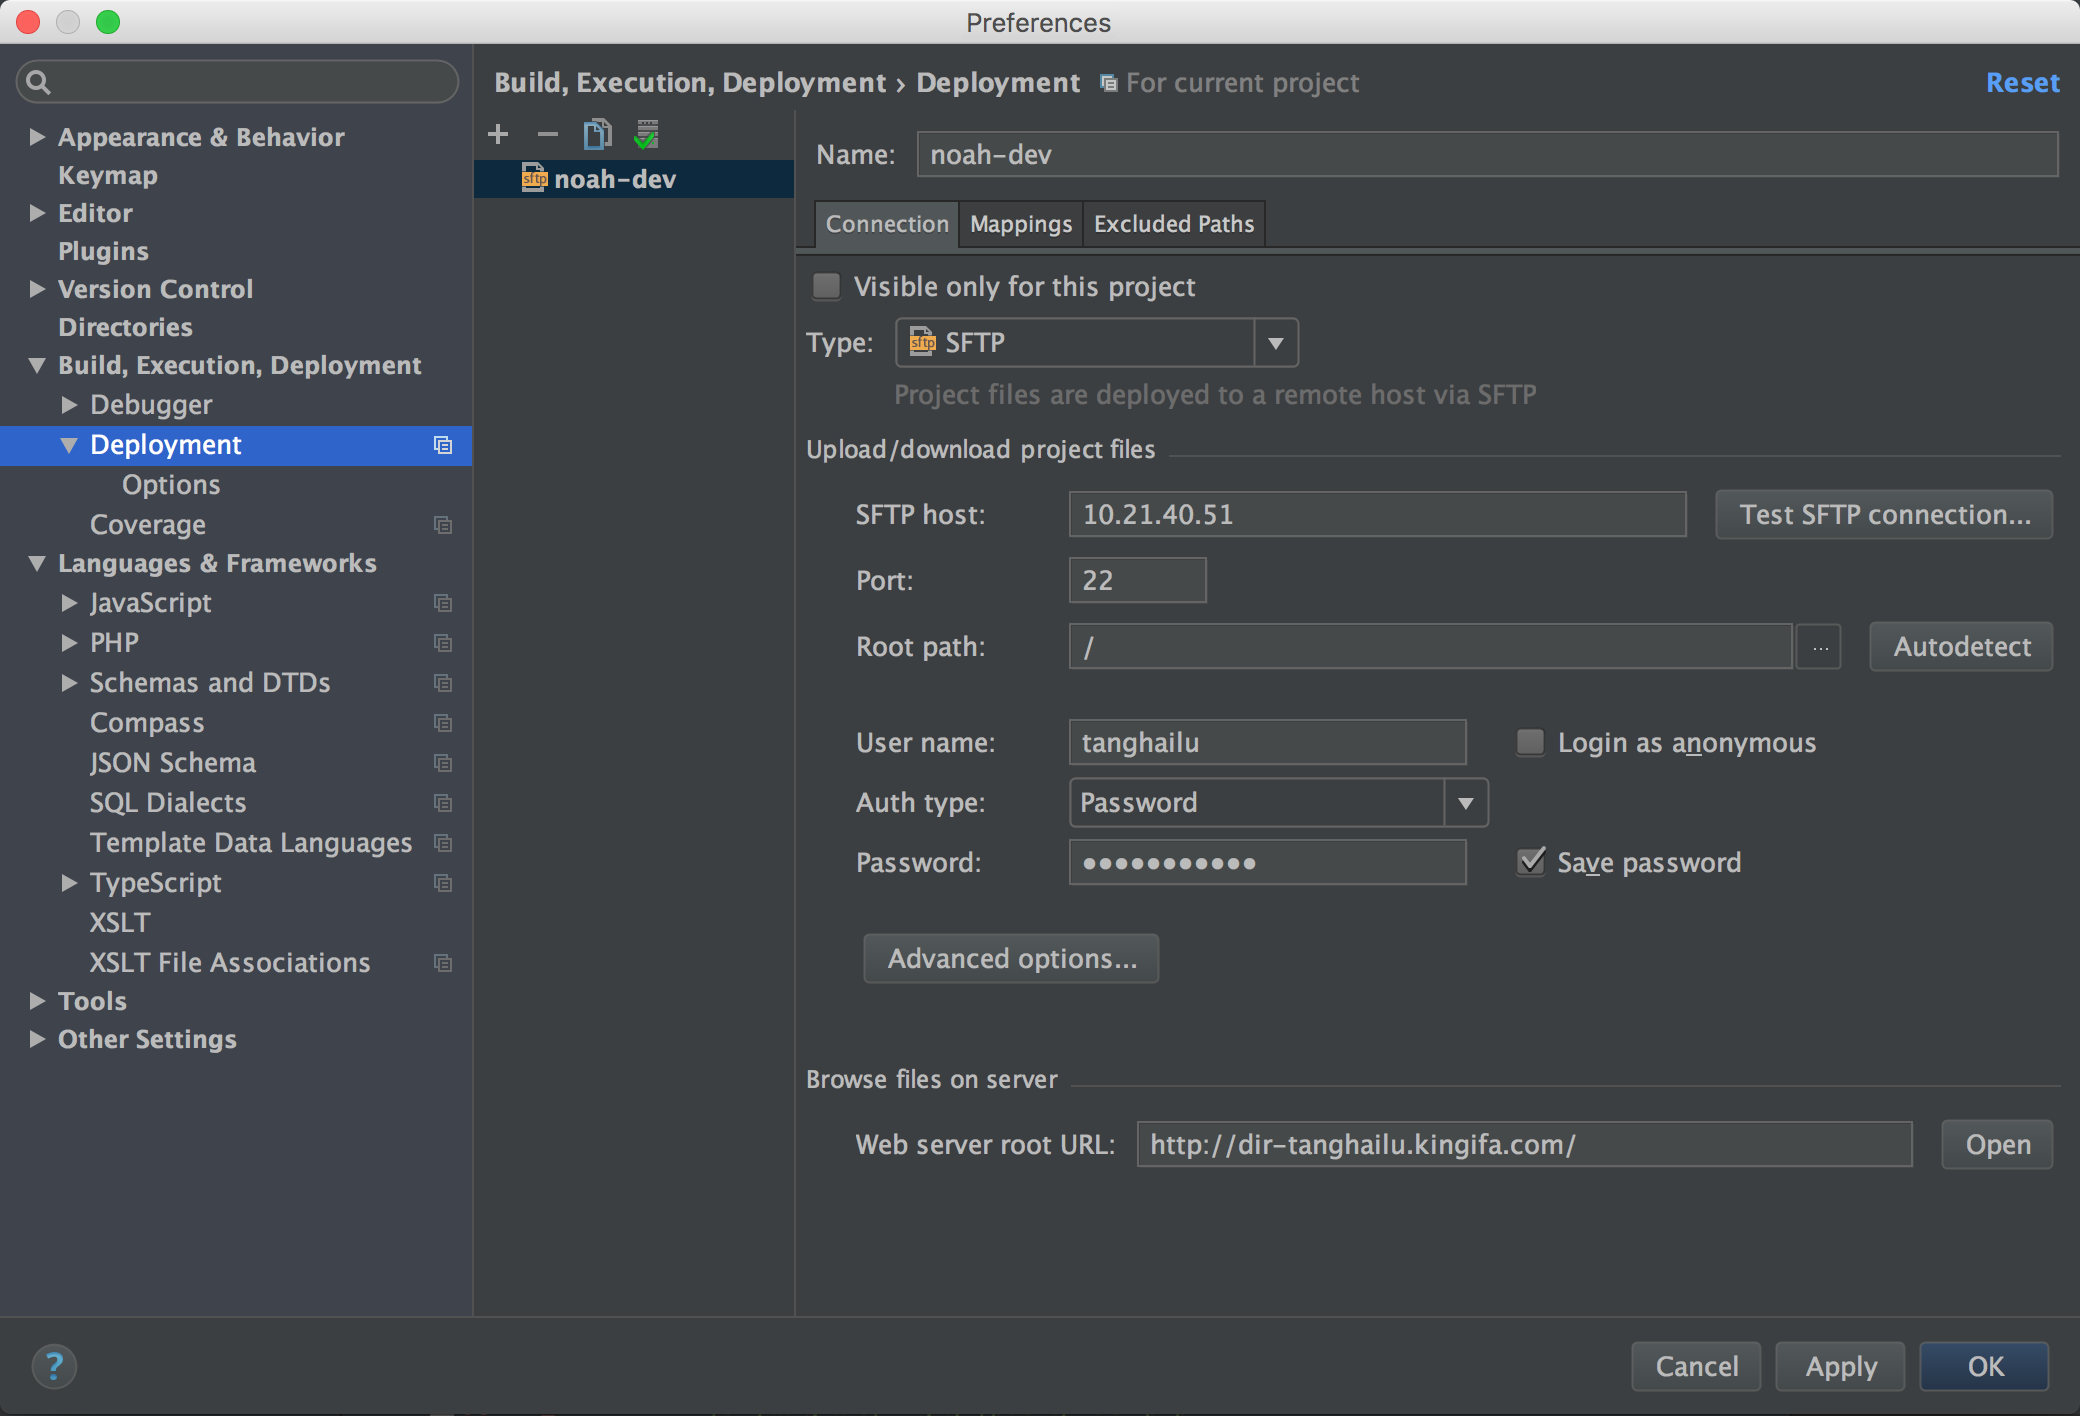 Preferences
Build, Execution, Deployment › Deployment For current project Reset
Appearance & Behavior
Keymap
Editor
Plugins
Version Control
Directories
Build, Execution, Deployment
Debugger
Deployment
Options
Coverage
Languages & Frameworks
JavaScript
PHP
Schemas and DTDs
Compass
JSON Schema
SQL Dialects
Template Data Languages
TypeScript
XSLT
XSLT File Associations
Tools
Other Settings
sftp noah-dev
Name: noah-dev
Connection Mappings Excluded Paths
Visible only for this project
Type: sftp SFTP
Project files are deployed to a remote host via SFTP
Upload/download project files
SFTP host: 10.21.40.51 Test SFTP connection...
Port: 22
Root path: / ... Autodetect
User name: tanghailu Login as anonymous
Auth type: Password
Password: ●●●●●●●●●●● Save password
Advanced options...
Browse files on server
Web server root URL: http://dir-tanghailu.kingifa.com/ Open
? Cancel Apply OK